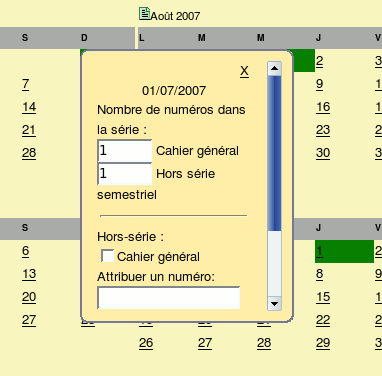 Août 2007
S D L M M J V
X
01/07/2007
Nombre de numéros dans
la série :
1 Cahier général
1 Hors série
semestriel
Hors-série :
Cahier général
Attribuer un numéro:
2 3
7 9 1
14 16 1
21 23 2
28 30 3
S J V
6 1 2
13 8 9
20 15 1
27 22 2
26 27 28 29 3